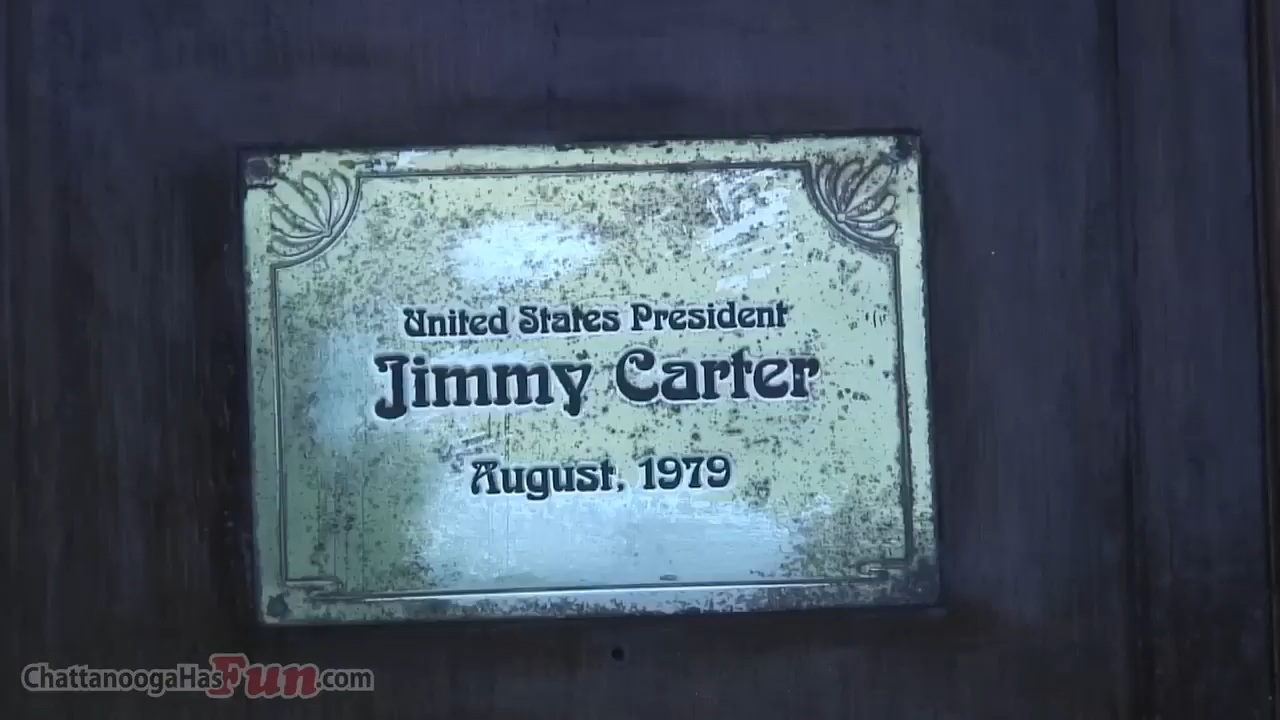 United States President
Jimmy Carter
August, 1979
ChattanoogaHasFun.com